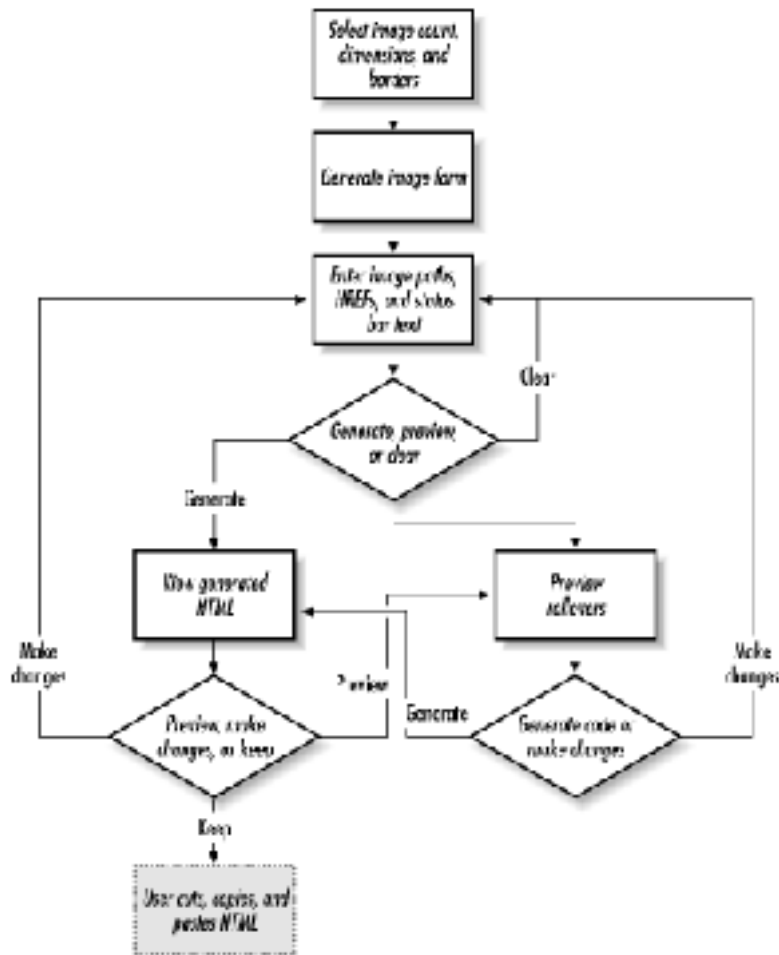 Select image count,
dimensions, and
borders
Generate image form
Enter image paths,
HREFs, and status
bar text
Clear
Generate, preview,
or clear
Generate
View generated
HTML
Preview
rollovers
Make
changes
Preview
Make
changes
Generate
Preview, make
changes, or keep
Generate code or
make changes
Keep
User cuts, copies, and
pastes HTML